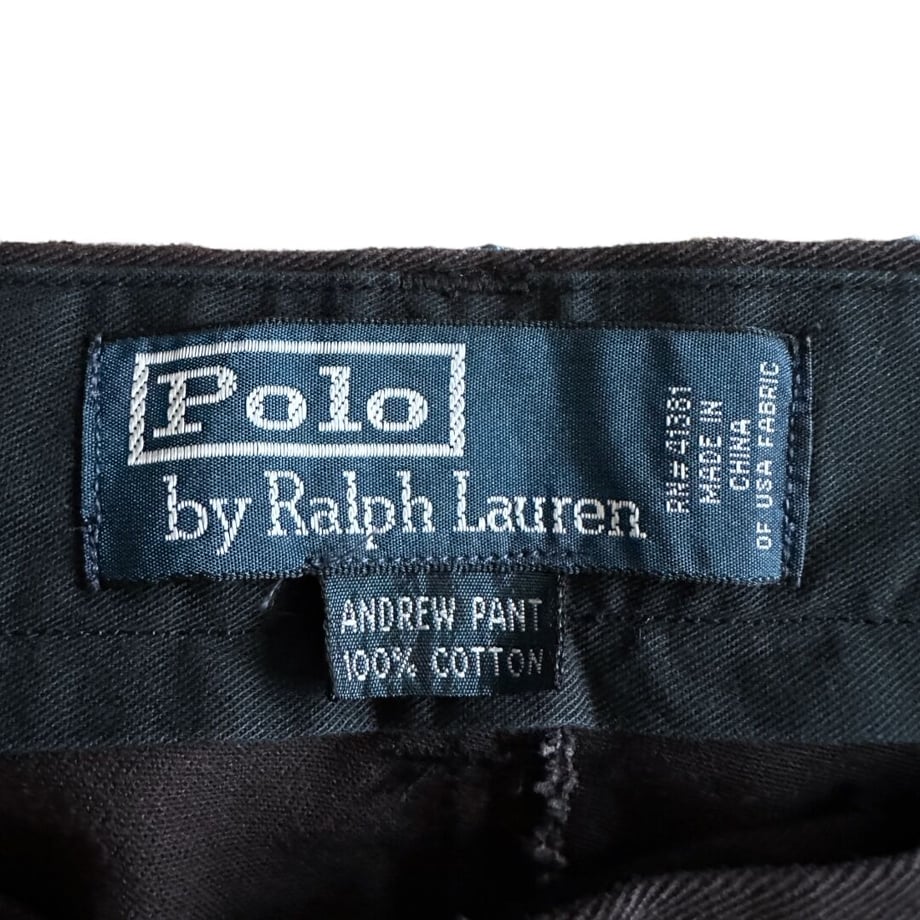 Polo
by Ralph Lauren
RN# 41381
MADE IN
CHINA
OF USA FABRIC
ANDREW PANT
100% COTTON